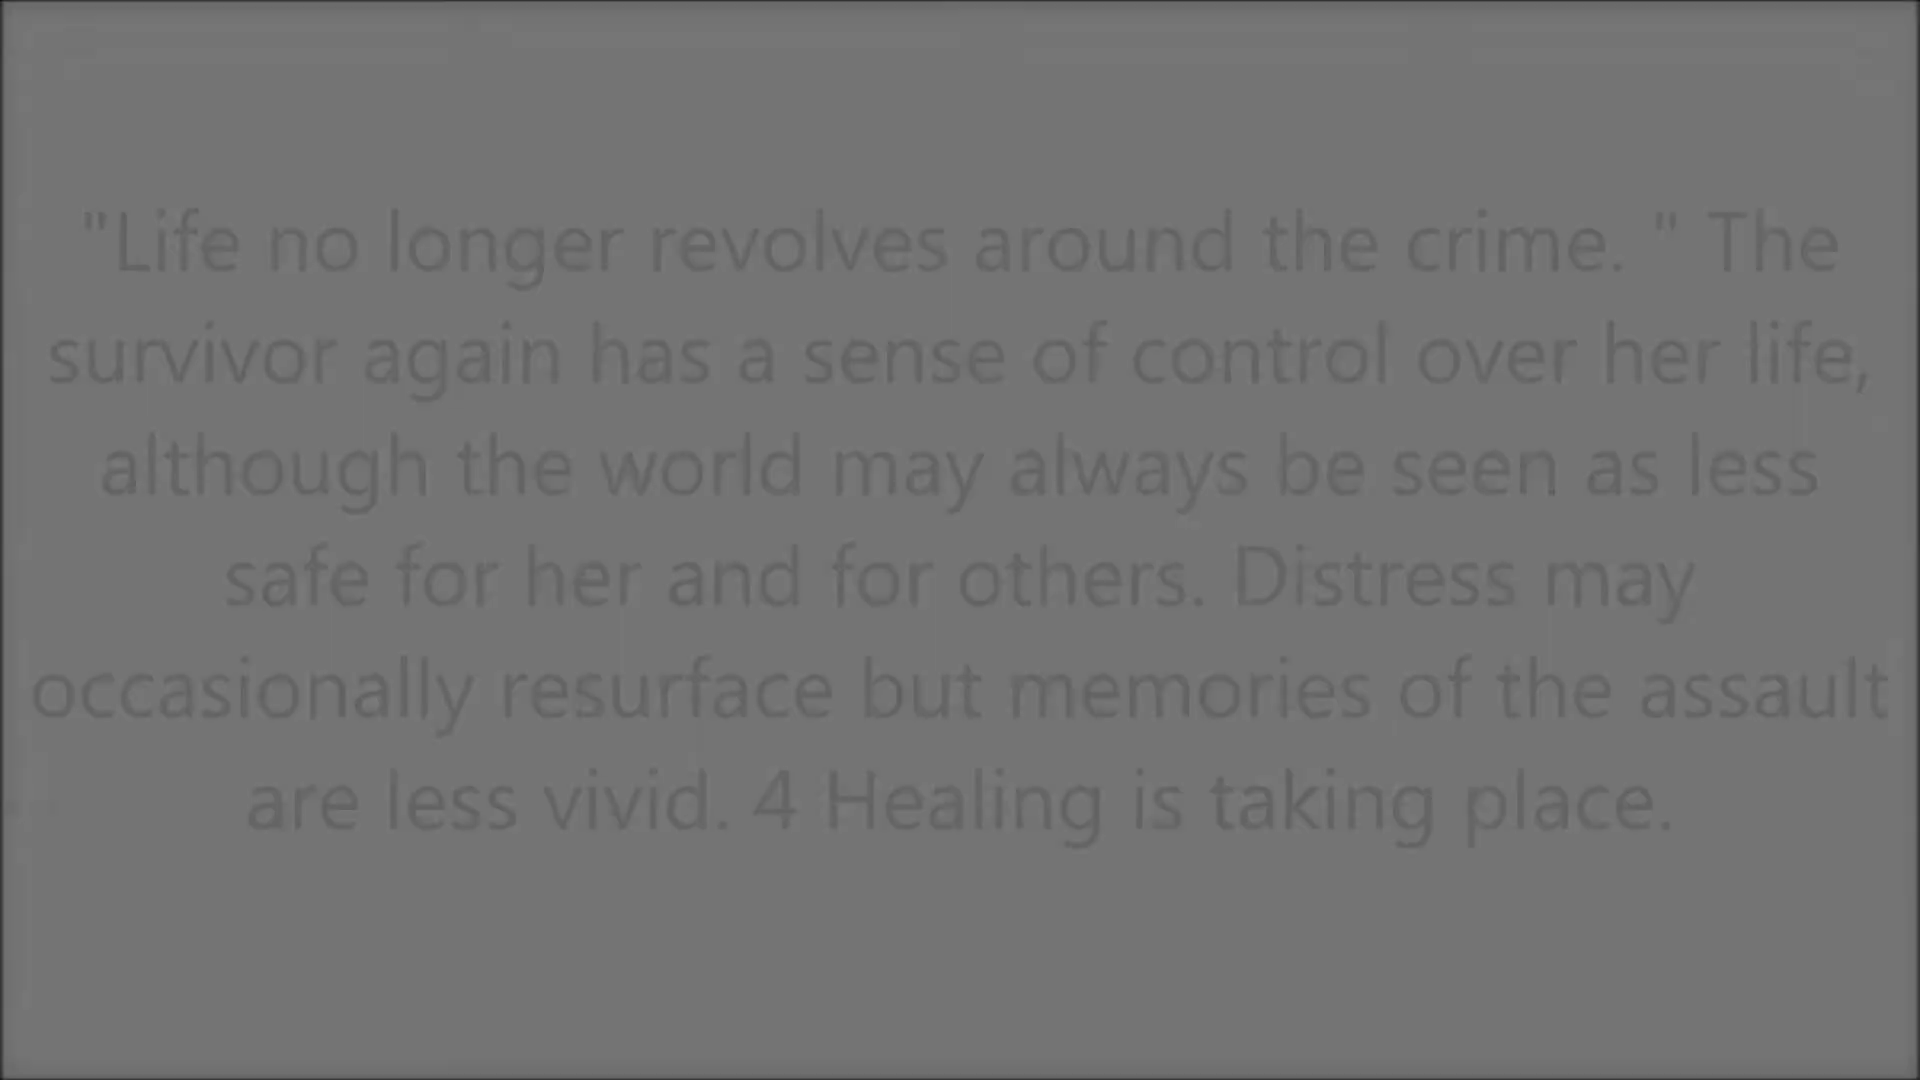 "Life no longer revolves around the crime. " The
survivor again has a sense of control over her life,
although the world may always be seen as less
safe for her and for others. Distress may
occasionally resurface but memories of the assault
are less vivid. 4 Healing is taking place.